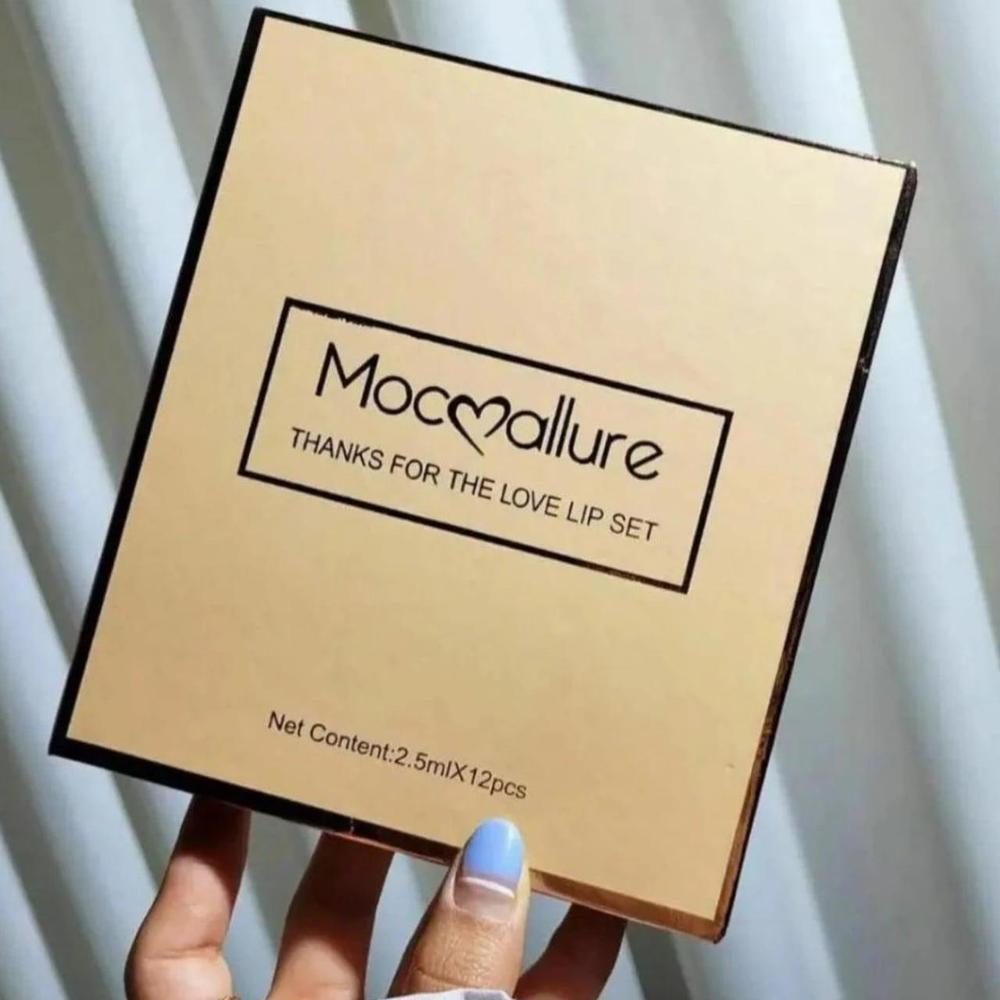 Mocallure
THANKS FOR THE LOVE LIP SET
Net Content:2.5mlX12pcs